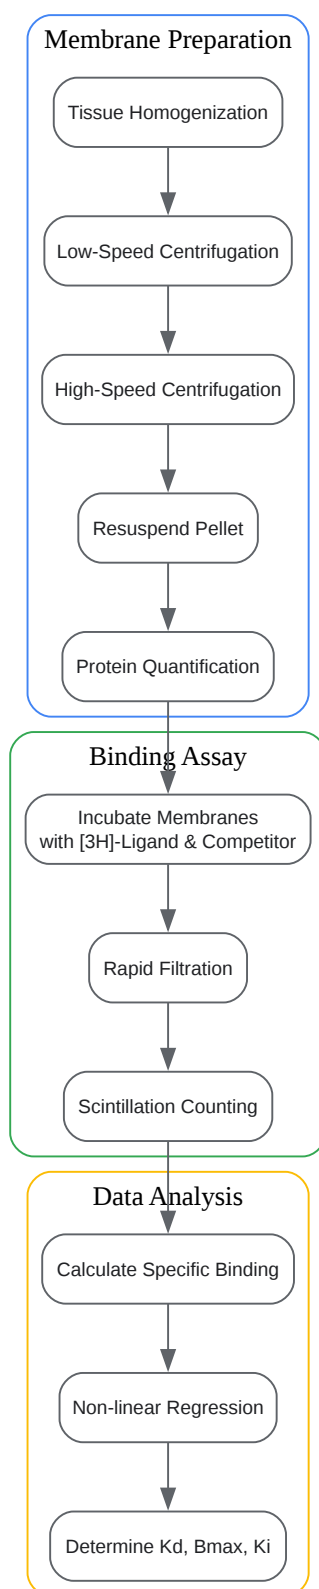 Membrane Preparation
Tissue Homogenization
Low-Speed Centrifugation
High-Speed Centrifugation
Resuspend Pellet
Protein Quantification
Binding Assay
Incubate Membranes
with [3H]-Ligand & Competitor
Rapid Filtration
Scintillation Counting
Data Analysis
Calculate Specific Binding
Non-linear Regression
Determine Kd, Bmax, Ki